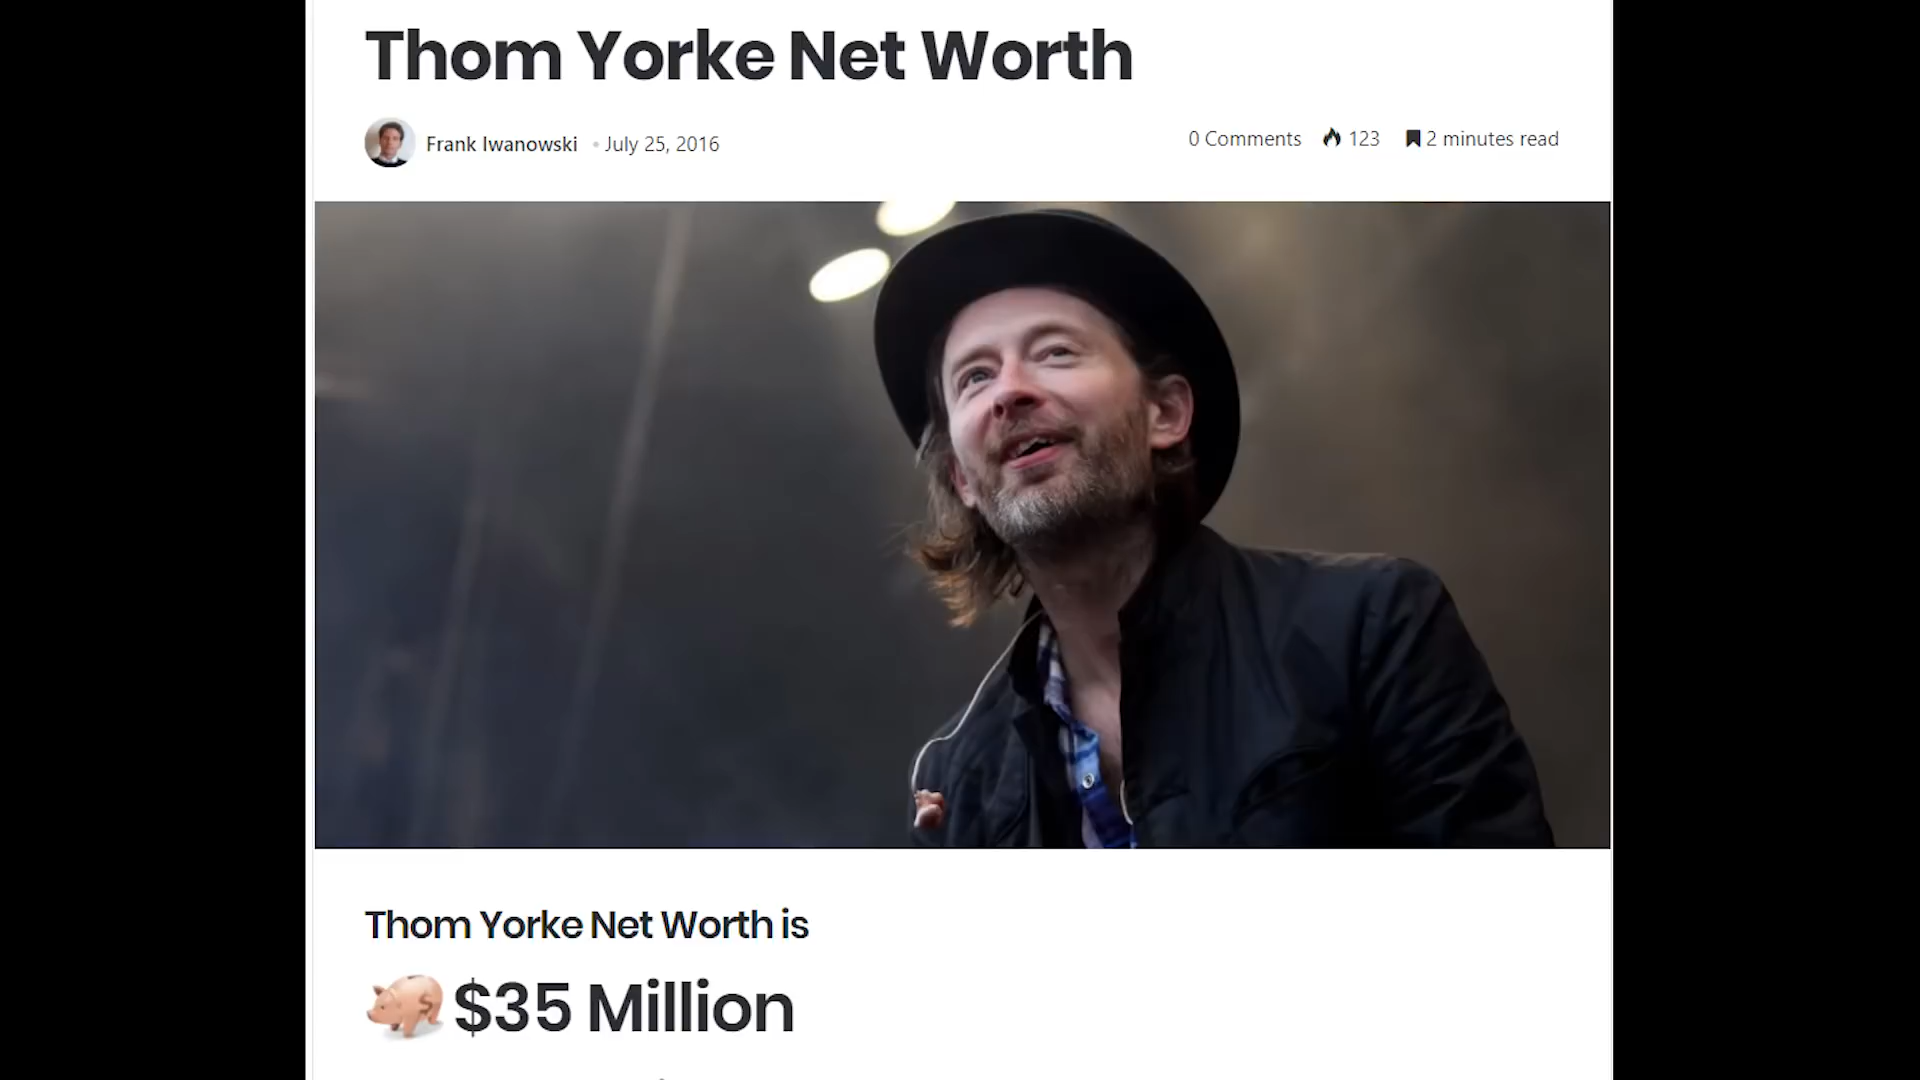 Thom Yorke Net Worth
Frank Iwanowski • July 25, 2016
0 Comments 123 2 minutes read
Thom Yorke Net Worth is
$35 Million